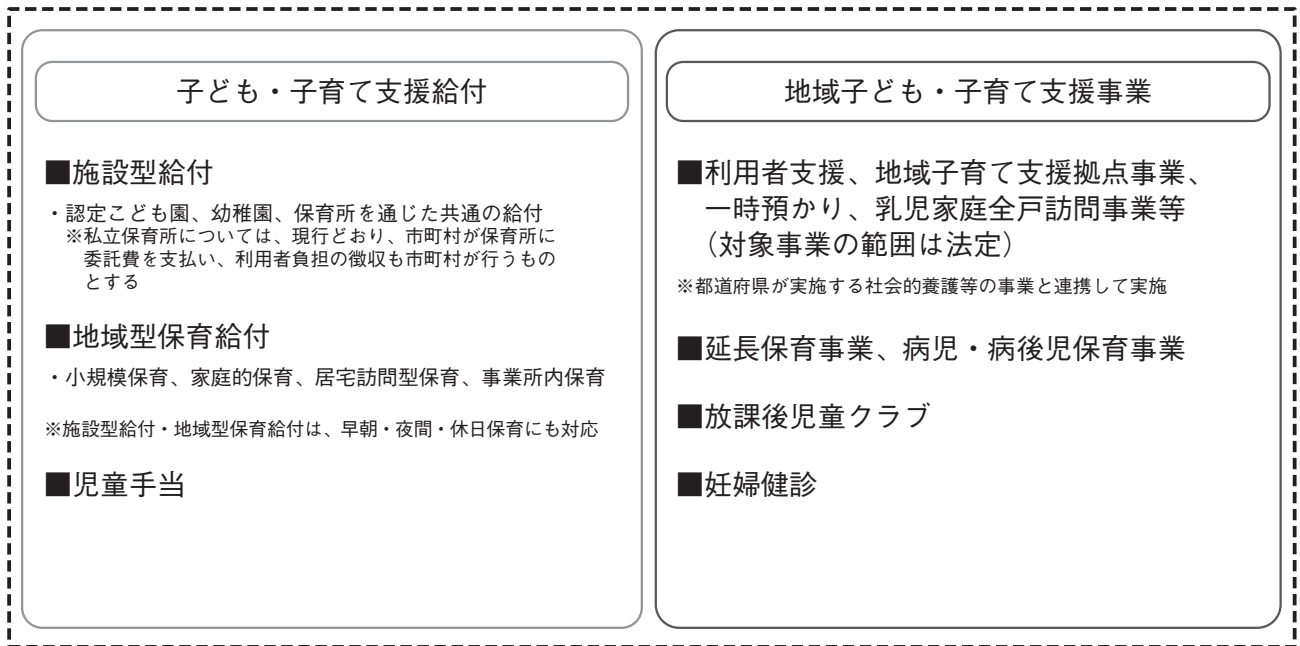 子ども・子育て支援給付
■施設型給付
・認定こども園、幼稚園、保育所を通じた共通の給付
※私立保育所については、現行どおり、市町村が保育所に
委託費を支払い、利用者負担の徴収も市町村が行うもの
とする
■地域型保育給付
・小規模保育、家庭的保育、居宅訪問型保育、事業所内保育
※施設型給付・地域型保育給付は、早朝・夜間・休日保育にも対応
■児童手当
地域子ども・子育て支援事業
■利用者支援、地域子育て支援拠点事業、
一時預かり、乳児家庭全戸訪問事業等
（対象事業の範囲は法定）
※都道府県が実施する社会的養護等の事業と連携して実施
■延長保育事業、病児・病後児保育事業
■放課後児童クラブ
■妊婦健診